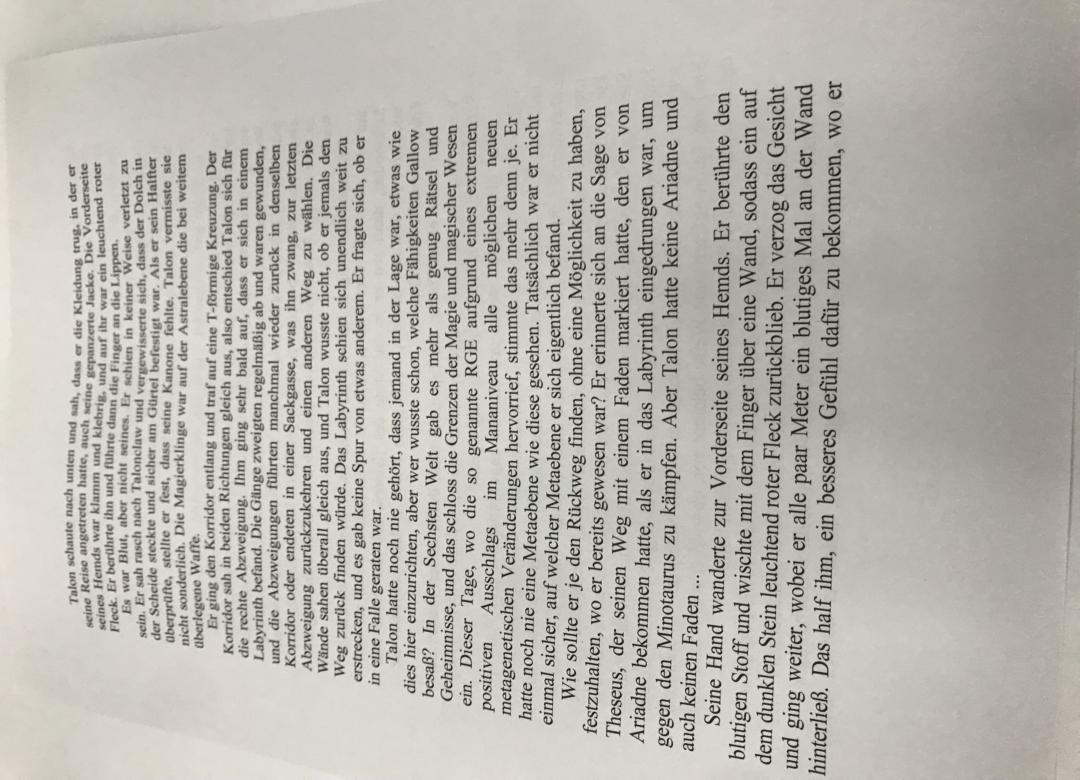 Talon schaute nach unten und sah, dass er die Kleidung trug, in der er
seine Reise angetreten hatte, auch seine gepanzerte Jacke. Die Vorderseite
seines Hemds war klamm und klebrig, und auf ihr war ein leuchtend roter
Fleck. Er berührte ihn und führte dann die Finger an die Lippen.
Es war Blut, aber nicht seines. Er schien in keiner Weise verletzt zu
sein. Er sah rasch nach Talonclaw und vergewisserte sich, dass der Dolch in
der Scheide steckte und sicher am Gürtel befestigt war. Als er sein Halfter
überprüfte, stellte er fest, dass seine Kanone fehlte. Talon vermisste sie
nicht sonderlich. Die Magierklinge war auf der Astralebene die bei weitem
überlegene Waffe.
Er ging den Korridor entlang und traf auf eine T-förmige Kreuzung. Der
Korridor sah in beiden Richtungen gleich aus, also entschied Talon sich für
die rechte Abzweigung. Ihm ging sehr bald auf, dass er sich in einem
Labyrinth befand. Die Gänge zweigten regelmäßig ab und waren gewunden,
und die Abzweigungen führten manchmal wieder zurück in denselben
Korridor oder endeten in einer Sackgasse, was ihn zwang, zur letzten
Abzweigung zurückzukehren und einen anderen Weg zu wählen. Die
Wände sahen überall gleich aus, und Talon wusste nicht, ob er jemals den
Weg zurück finden würde. Das Labyrinth schien sich unendlich weit zu
erstrecken, und es gab keine Spur von etwas anderem. Er fragte sich, ob er
in eine Falle geraten war.
Talon hatte noch nie gehört, dass jemand in der Lage war, etwas wie
dies hier einzurichten, aber wer wusste schon, welche Fähigkeiten Gallow
besaß? In der Sechsten Welt gab es mehr als genug Rätsel und
Geheimnisse, und das schloss die Grenzen der Magie und magischer Wesen
ein. Dieser Tage, wo die so genannte RGE aufgrund eines extremen
positiven Ausschlags im Mananiveau alle möglichen neuen
metagenetischen Veränderungen hervorrief, stimmte das mehr denn je. Er
hatte noch nie eine Metaebene wie diese gesehen. Tatsächlich war er nicht
einmal sicher, auf welcher Metaebene er sich eigentlich befand.
Wie sollte er je den Rückweg finden, ohne eine Möglichkeit zu haben,
festzuhalten, wo er bereits gewesen war? Er erinnerte sich an die Sage von
Theseus, der seinen Weg mit einem Faden markiert hatte, den er von
Ariadne bekommen hatte, als er in das Labyrinth eingedrungen war, um
gegen den Minotaurus zu kämpfen. Aber Talon hatte keine Ariadne und
auch keinen Faden ...
Seine Hand wanderte zur Vorderseite seines Hemds. Er berührte den
blutigen Stoff und wischte mit dem Finger über eine Wand, sodass ein auf
dem dunklen Stein leuchtend roter Fleck zurückblieb. Er verzog das Gesicht
und ging weiter, wobei er alle paar Meter ein blutiges Mal an der Wand
hinterließ. Das half ihm, ein besseres Gefühl dafür zu bekommen, wo er